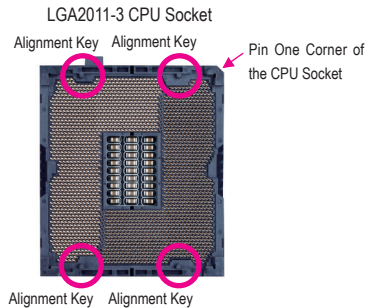 LGA2011-3 CPU Socket
Alignment Key Alignment Key
Pin One Corner of
the CPU Socket
Alignment Key Alignment Key